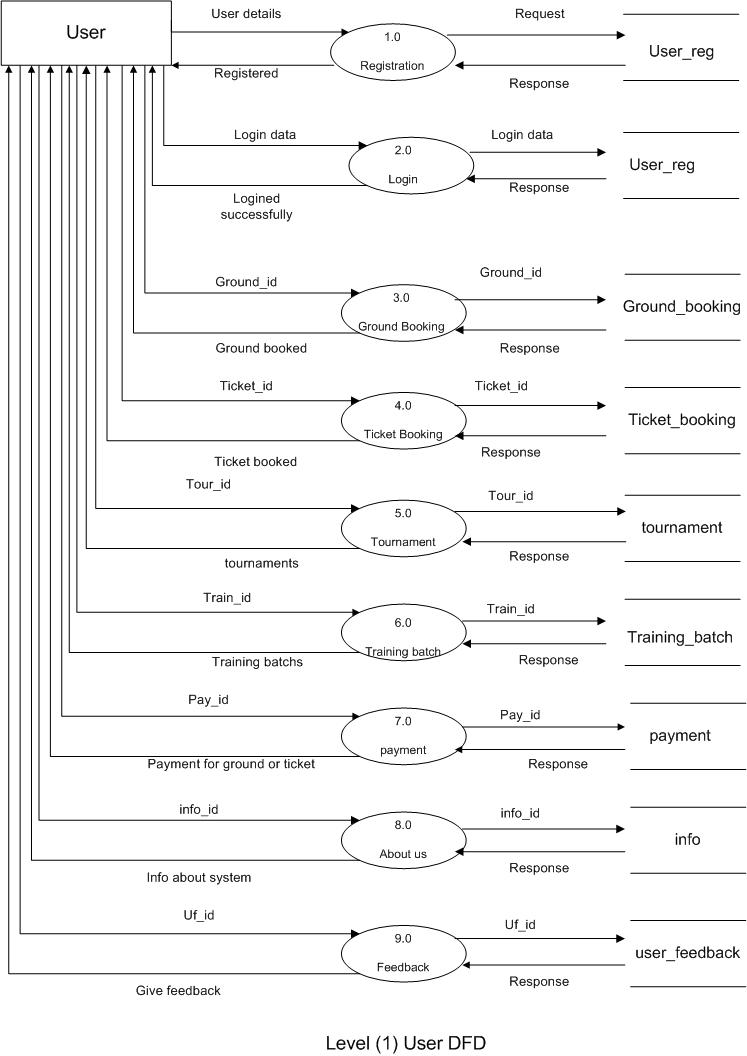 User details
Request
User
1.0
Registration
User_reg
Registered
Response
Login data
Login data
2.0
Login
User_reg
Logined
successfully
Response
Ground_id
Ground_id
3.0
Ground Booking
Ground_booking
Ground booked
Response
Ticket_id
Ticket_id
4.0
Ticket Booking
Ticket_booking
Ticket booked
Response
Tour_id
Tour_id
5.0
Tournament
tournament
tournaments
Response
Train_id
Train_id
6.0
Training batch
Training_batch
Training batchs
Response
Pay_id
Pay_id
7.0
payment
payment
Payment for ground or ticket
Response
info_id
info_id
8.0
About us
info
Info about system
Response
Uf_id
Uf_id
9.0
Feedback
user_feedback
Give feedback
Response
Level (1) User DFD